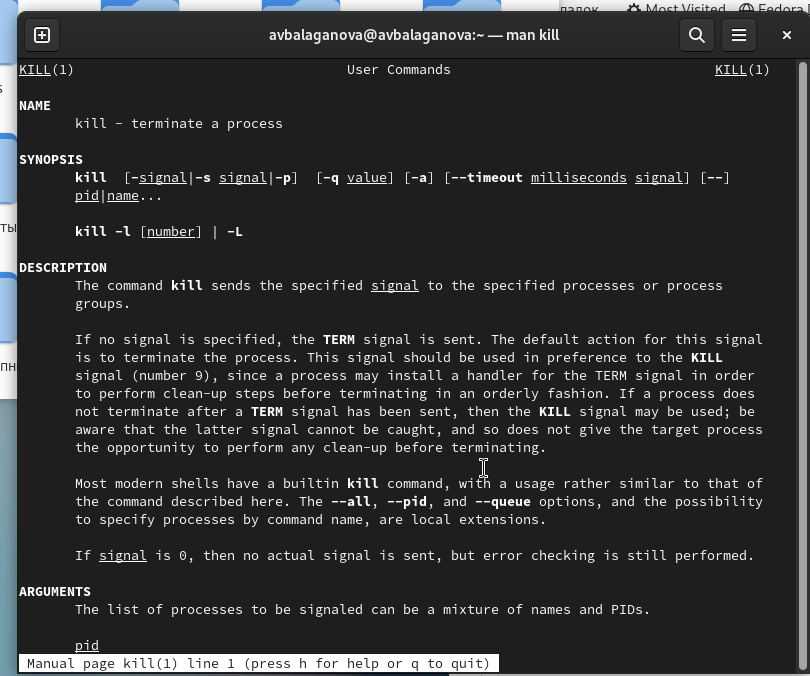 Most Visited Fedora
avbalaganova@avbalaganova:~ — man kill
KILL(1) User Commands KILL(1)
NAME
kill - terminate a process
SYNOPSIS
kill [-signal|-s signal|-p] [-q value] [-a] [--timeout milliseconds signal] [--]
pid|name...
kill -l [number] | -L
DESCRIPTION
The command kill sends the specified signal to the specified processes or process
groups.
If no signal is specified, the TERM signal is sent. The default action for this signal
is to terminate the process. This signal should be used in preference to the KILL
signal (number 9), since a process may install a handler for the TERM signal in order
to perform clean-up steps before terminating in an orderly fashion. If a process does
not terminate after a TERM signal has been sent, then the KILL signal may be used; be
aware that the latter signal cannot be caught, and so does not give the target process
the opportunity to perform any clean-up before terminating.
Most modern shells have a builtin kill command, with a usage rather similar to that of
the command described here. The --all, --pid, and --queue options, and the possibility
to specify processes by command name, are local extensions.
If signal is 0, then no actual signal is sent, but error checking is still performed.
ARGUMENTS
The list of processes to be signaled can be a mixture of names and PIDs.
pid
Manual page kill(1) line 1 (press h for help or q to quit)